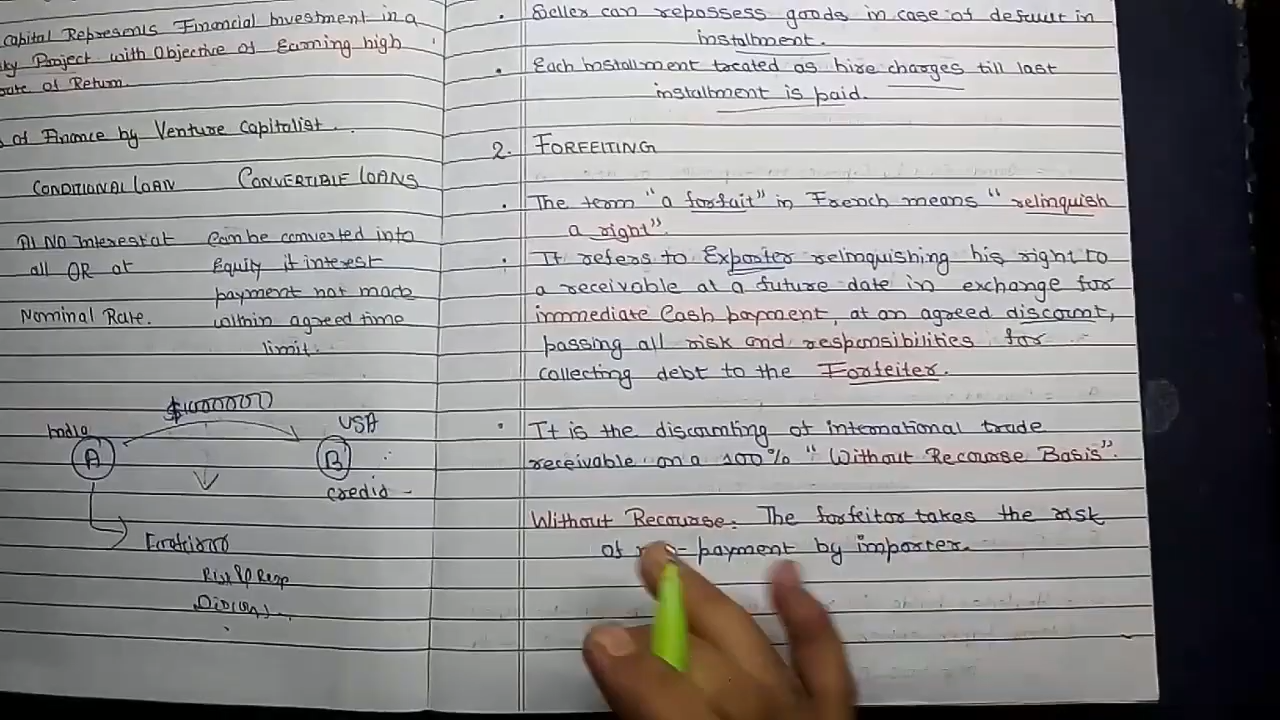 Capital Represents Financial Investment in a
ky Project with Objective of Earning high
rate of Return.
of Finance by Venture Capitalist.
CONDITIONAL LOAN CONVERTIBLE LOANS
A) NO Interest at Can be converted into
all OR at Equity if interest
payment not made
Nominal Rate. within agreed time
limit.
$1000000
India USA
A B
credid -
Risk & Resp
Seller can repossess goods in case of default in
installment.
Each installment treated as hire charges till last
installment is paid.
2. FORFEITING
The term "a forfait" in French means "relinquish
a right".
It refers to Exporter relinquishing his right to
a receivable at a future date in exchange for
immediate Cash payment, at an agreed discount,
passing all risk and responsibilities for
collecting debt to the Forfeiter.
It is the discounting of international trade
receivable on a 100% "Without Recourse Basis".
Without Recourse: The forfeitor takes the risk
of payment by importer.